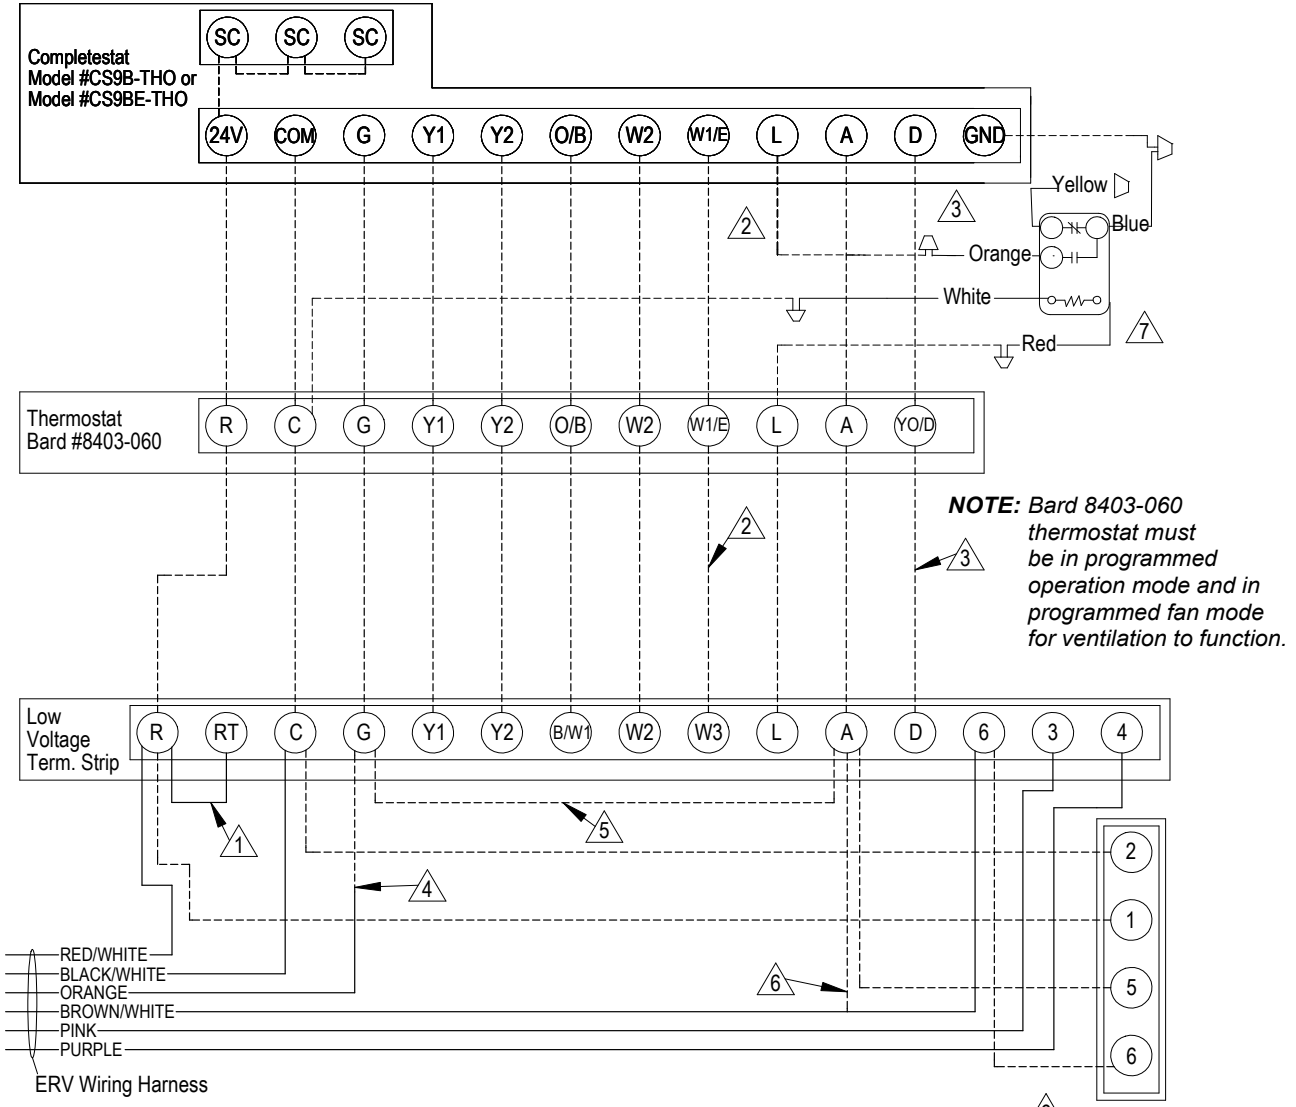 SC SC SC
Completestat
Model #CS9B-THO or
Model #CS9BE-THO
24V COM G Y1 Y2 O/B W2 W1/E L A D GND
Yellow
3
2
Blue
Orange
White
7
Red
Thermostat
Bard #8403-060
R C G Y1 Y2 O/B W2 W1/E L A YO/D
NOTE: Bard 8403-060
thermostat must
be in programmed
operation mode and in
programmed fan mode
for ventilation to function.
2
3
Low
Voltage
Term. Strip
R RT C G Y1 Y2 B/W1 W2 W3 L A D 6 3 4
1
5
2
4
1
RED/WHITE
BLACK/WHITE
ORANGE
BROWN/WHITE
PINK
PURPLE
6
5
6
ERV Wiring Harness